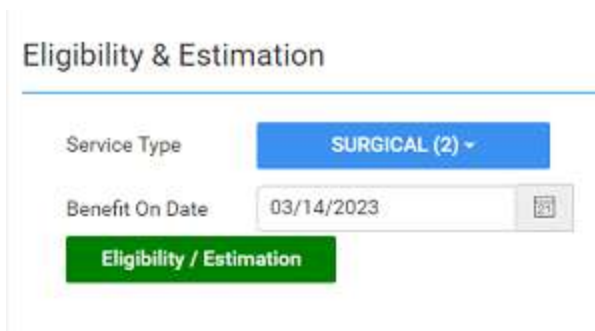 Eligibility & Estimation
Service Type SURGICAL (2)
Benefit On Date 03/14/2023
Eligibility / Estimation